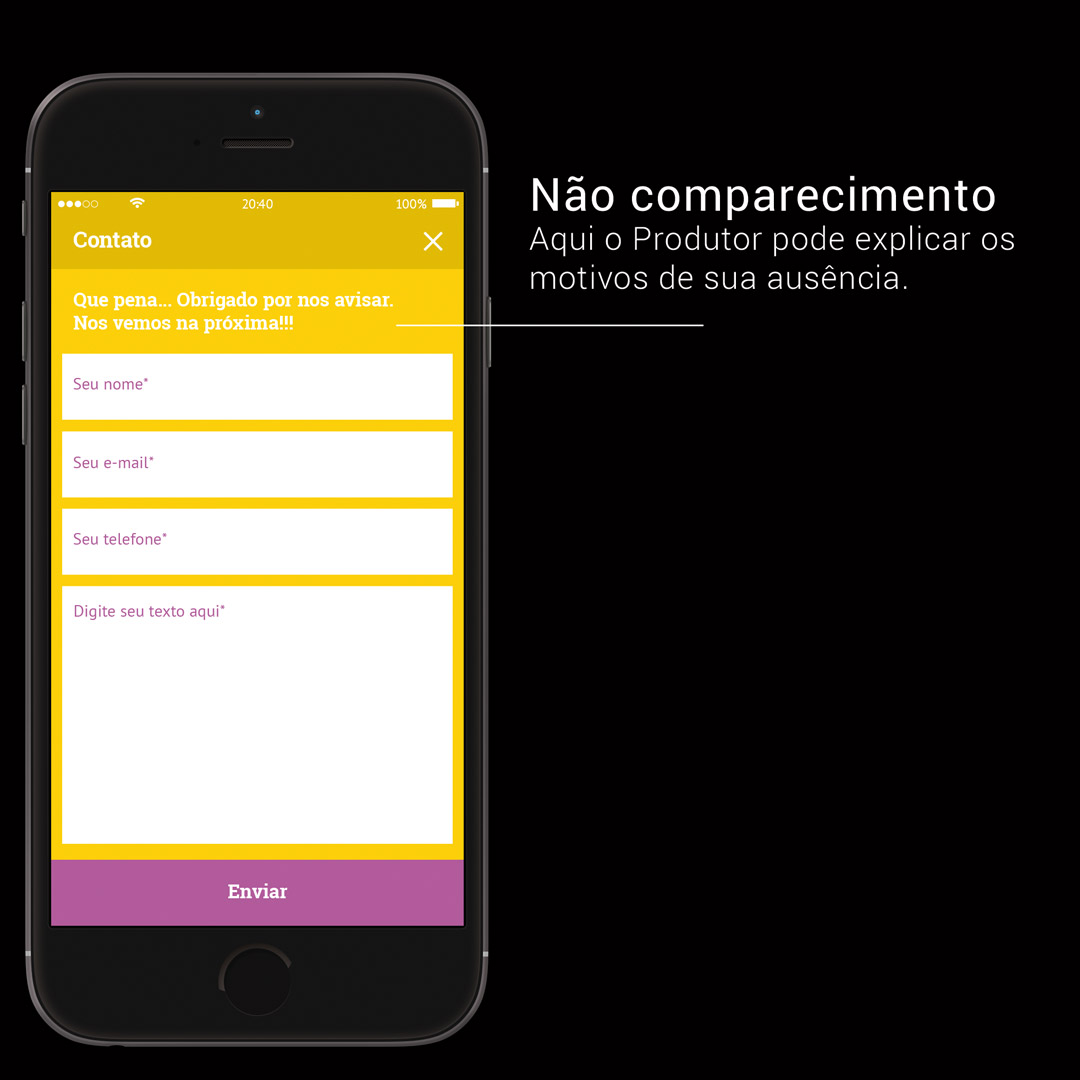 20:40
100%
Contato
Que pena... Obrigado por nos avisar.
Nos vemos na próxima!!!
Seu nome*
Seu e-mail*
Seu telefone*
Digite seu texto aqui*
Enviar
Não comparecimento
Aqui o Produtor pode explicar os
motivos de sua ausência.